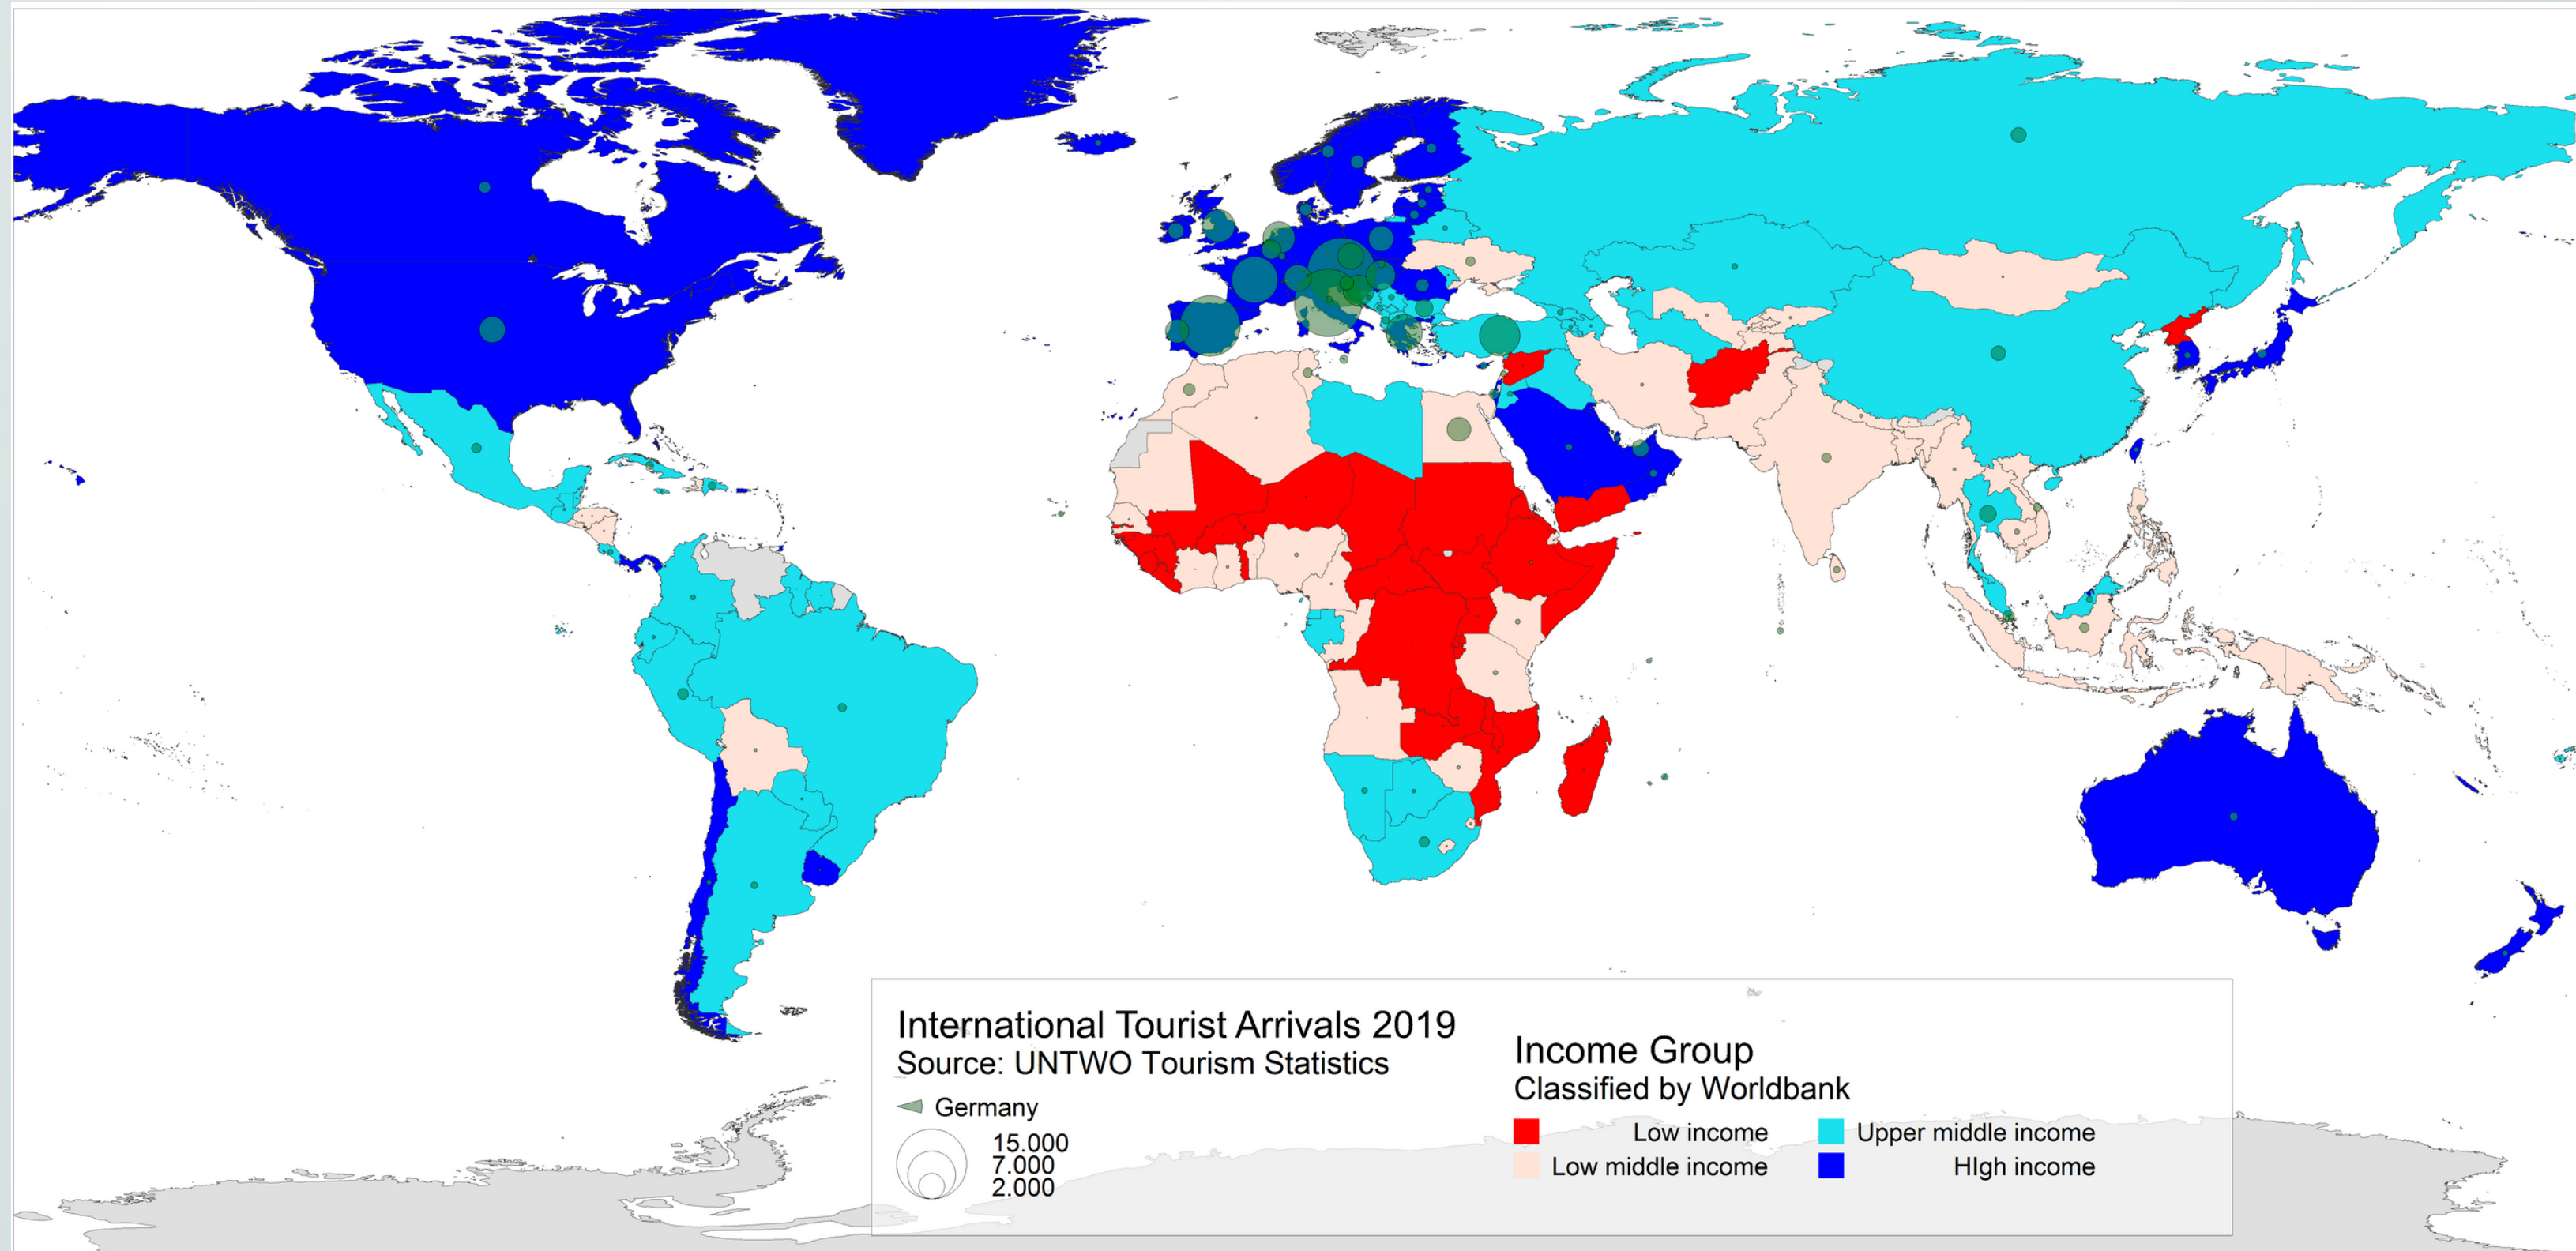 International Tourist Arrivals 2019
Source: UNTWO Tourism Statistics
Germany
15.000
7.000
2.000
Income Group
Classified by Worldbank
Low income
Upper middle income
Low middle income
HIgh income